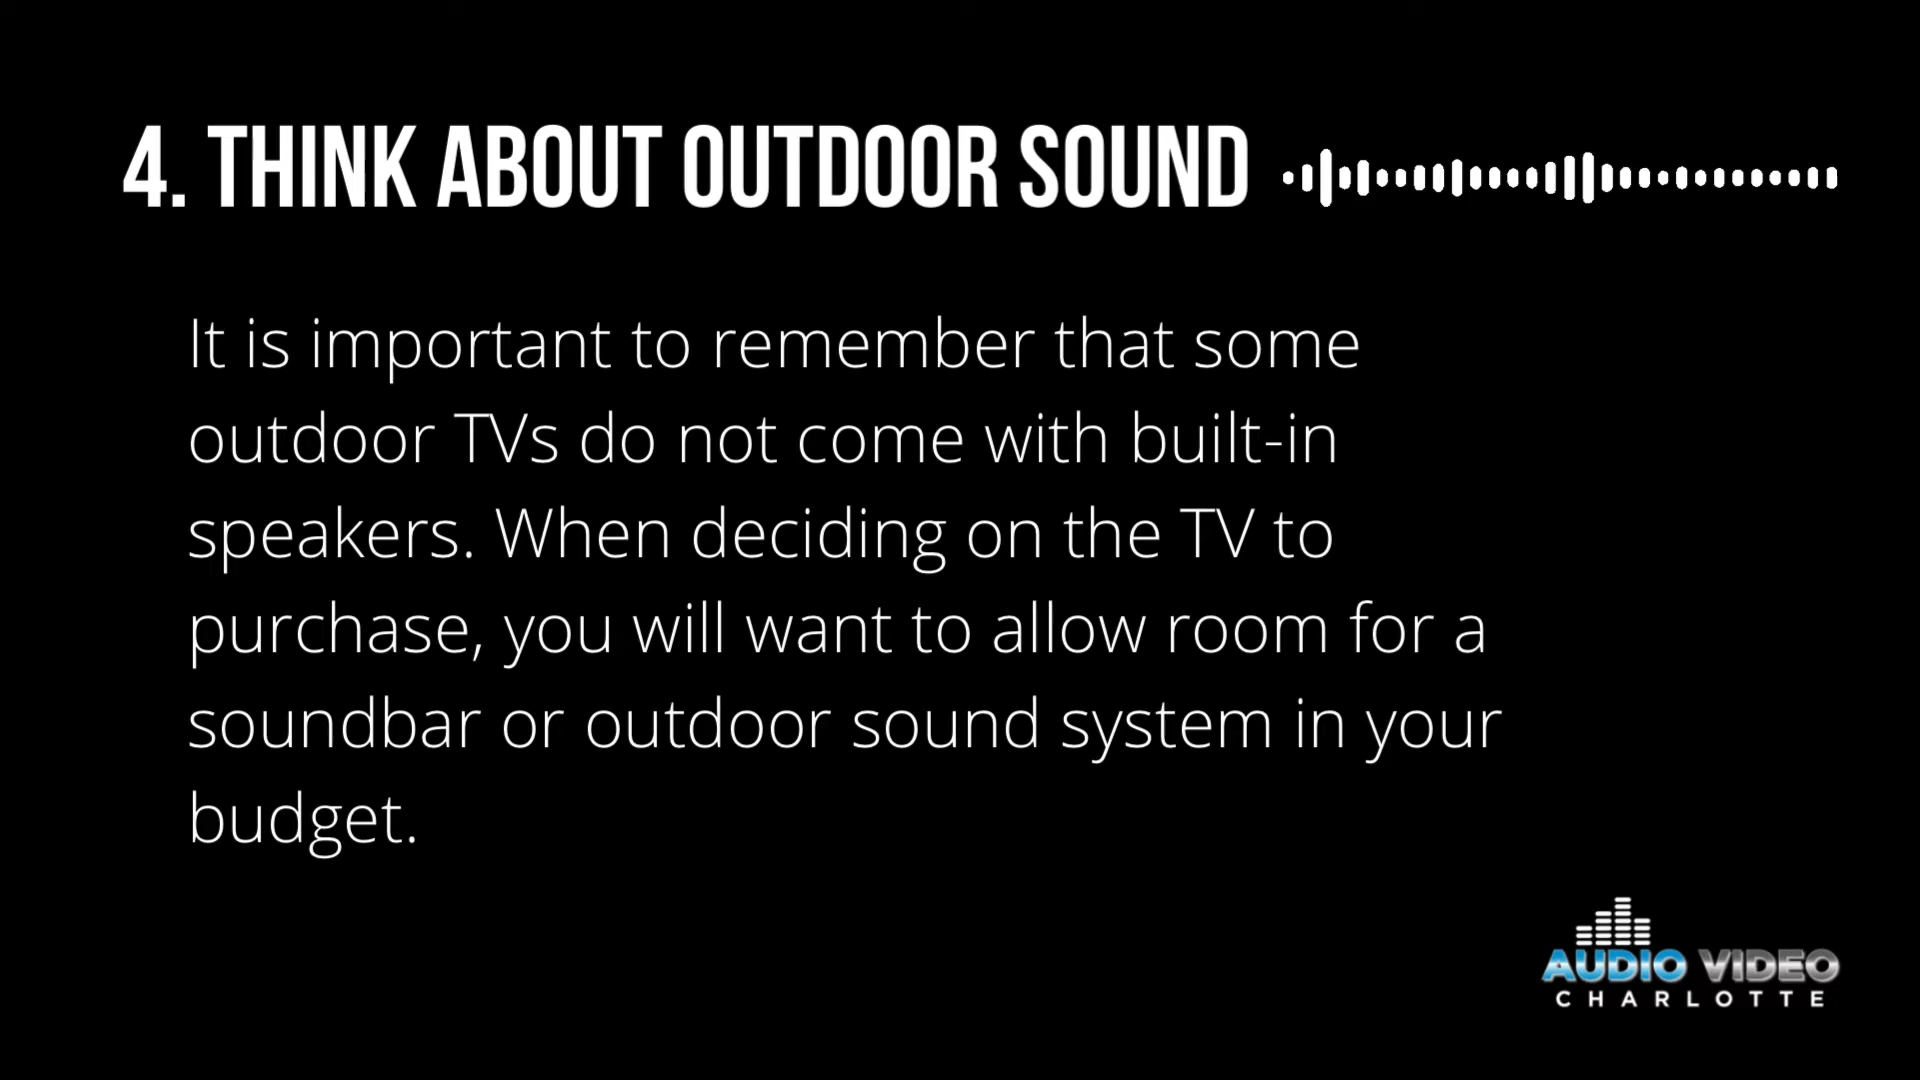 4. THINK ABOUT OUTDOOR SOUND
It is important to remember that some
outdoor TVs do not come with built-in
speakers. When deciding on the TV to
purchase, you will want to allow room for a
soundbar or outdoor sound system in your
budget.
AUDIO VIDEO
CHARLOTTE